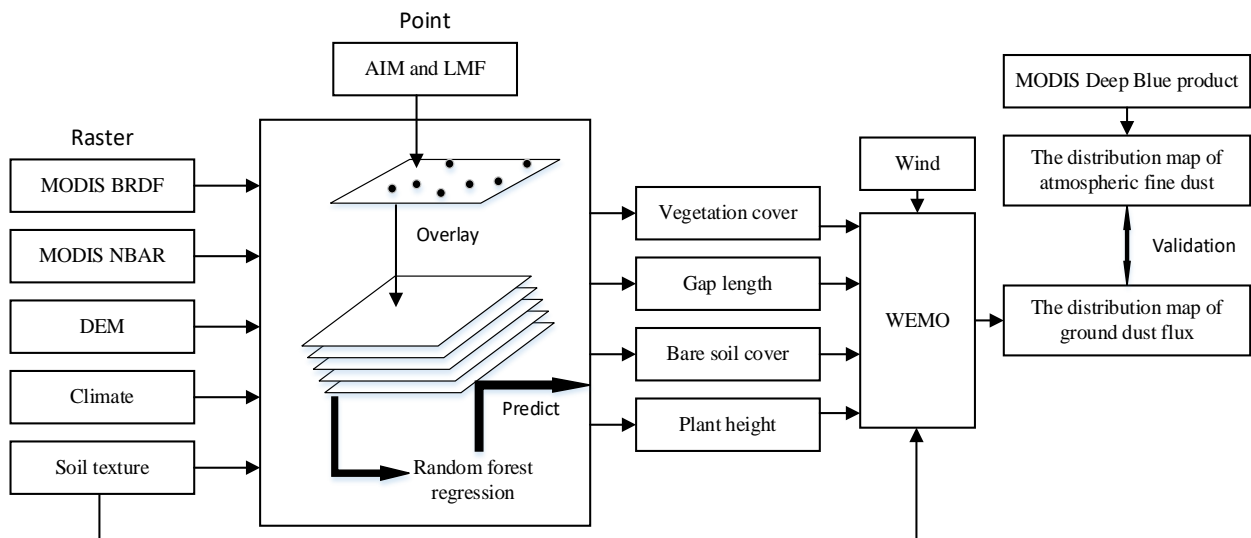 Point
AIM and LMF
Raster
MODIS BRDF
MODIS NBAR
DEM
Climate
Soil texture
Overlay
Predict
Random forest
regression
Vegetation cover
Gap length
Bare soil cover
Plant height
Wind
WEMO
MODIS Deep Blue product
The distribution map of
atmospheric fine dust
Validation
The distribution map of
ground dust flux